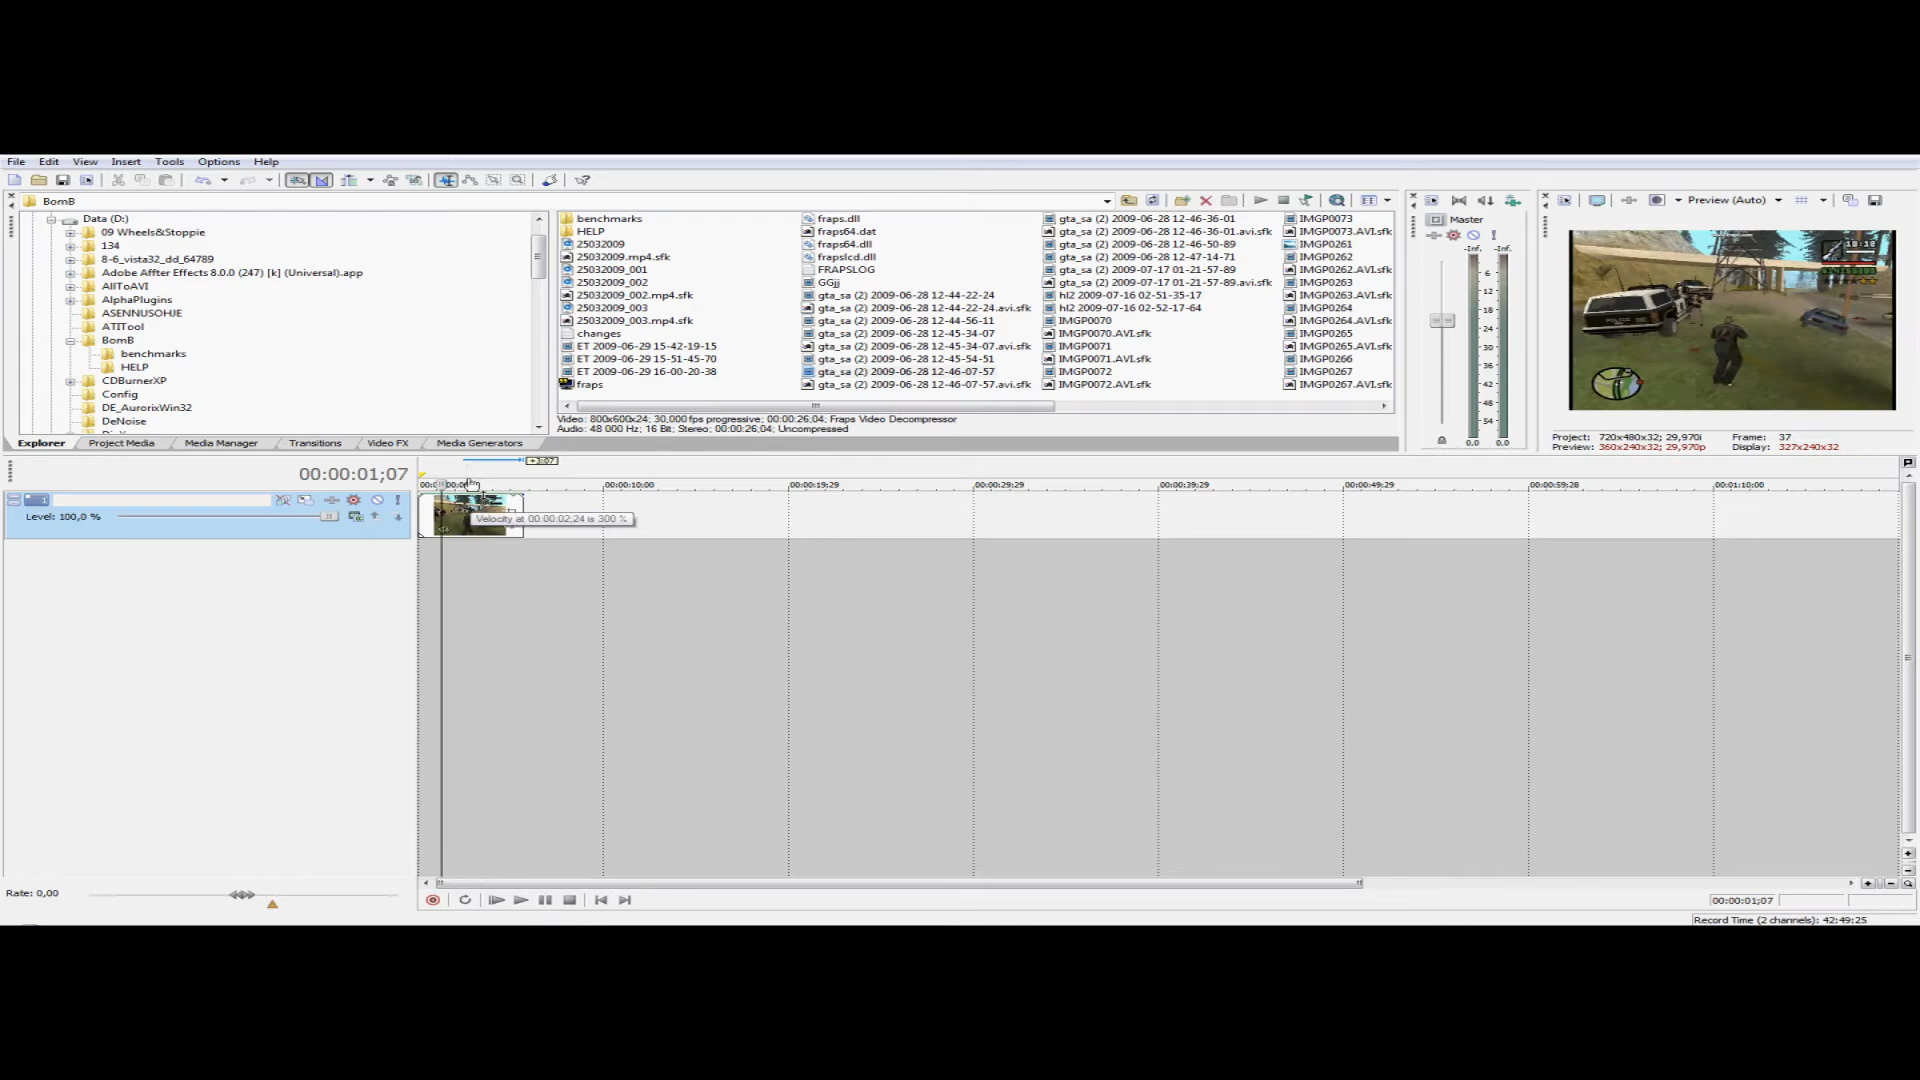 File Edit View Insert Tools Options Help
BomB
Data (D:)
09 Wheels&Stoppie
134
8-6_vista32_dd_64789
Adobe Affter Effects 8.0.0 (247) [k] (Universal).app
AllToAVI
AlphaPlugins
ASENNUSOHJE
ATITool
BomB
benchmarks
HELP
CDBurnerXP
Config
DE_AurorixWin32
DeNoise
benchmarks
HELP
25032009
25032009.mp4.sfk
25032009_001
25032009_002
25032009_002.mp4.sfk
25032009_003
25032009_003.mp4.sfk
changes
ET 2009-06-29 15-42-19-15
ET 2009-06-29 15-51-45-70
ET 2009-06-29 16-00-20-38
fraps
fraps.dll
fraps64.dat
fraps64.dll
frapslcd.dll
FRAPSLOG
GGjj
gta_sa (2) 2009-06-28 12-44-22-24
gta_sa (2) 2009-06-28 12-44-22-24.avi.sfk
gta_sa (2) 2009-06-28 12-44-56-11
gta_sa (2) 2009-06-28 12-45-34-07
gta_sa (2) 2009-06-28 12-45-34-07.avi.sfk
gta_sa (2) 2009-06-28 12-45-54-51
gta_sa (2) 2009-06-28 12-46-07-57
gta_sa (2) 2009-06-28 12-46-07-57.avi.sfk
gta_sa (2) 2009-06-28 12-46-36-01
gta_sa (2) 2009-06-28 12-46-36-01.avi.sfk
gta_sa (2) 2009-06-28 12-46-50-89
gta_sa (2) 2009-06-28 12-47-14-71
gta_sa (2) 2009-07-17 01-21-57-89
gta_sa (2) 2009-07-17 01-21-57-89.avi.sfk
hl2 2009-07-16 02-51-35-17
hl2 2009-07-16 02-52-17-64
IMGP0070
IMGP0070.AVI.sfk
IMGP0071
IMGP0071.AVI.sfk
IMGP0072
IMGP0072.AVI.sfk
IMGP0073
IMGP0073.AVI.sfk
IMGP0261
IMGP0262
IMGP0262.AVI.sfk
IMGP0263
IMGP0263.AVI.sfk
IMGP0264
IMGP0264.AVI.sfk
IMGP0265
IMGP0265.AVI.sfk
IMGP0266
IMGP0267
IMGP0267.AVI.sfk
Video: 800x600x24; 30,000 fps progressive; 00:00:26;04; Fraps Video Decompressor
Audio: 48 000 Hz; 16 Bit; Stereo; 00:00:26;04; Uncompressed
Explorer Project Media Media Manager Transitions Video FX Media Generators
Master
-Inf. -Inf.
6
12
18
24
30
36
42
48
54
0.0 0.0
Preview (Auto)
Project: 720x480x32; 29,970i Frame: 37
Preview: 360x240x32; 29,970p Display: 327x240x32
00:00:01;07
+3:07
00:00:10:00 00:00:19;29 00:00:29;29 00:00:39;29 00:00:49;29 00:00:59;28 00:01:10:00
1
Level: 100,0 %
Velocity at 00:00:02;24 is 300 %
Rate: 0,00
00:00:01;07
Record Time (2 channels): 42:49:25